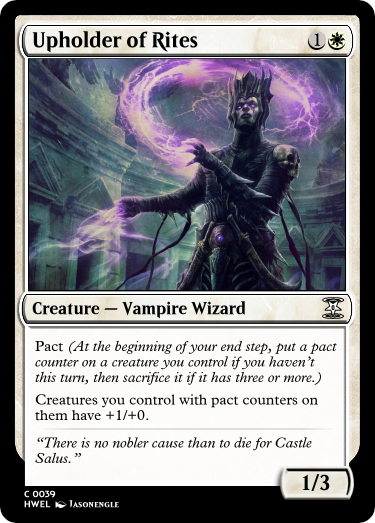 Upholder of Rites 1
Creature — Vampire Wizard
Pact (At the beginning of your end step, put a pact
counter on a creature you control if you haven't
this turn, then sacrifice it if it has three or more.)
Creatures you control with pact counters on
them have +1/+0.
“There is no nobler cause than to die for Castle
Salus.”
1/3
C 0039
HWEL JASONENGLE